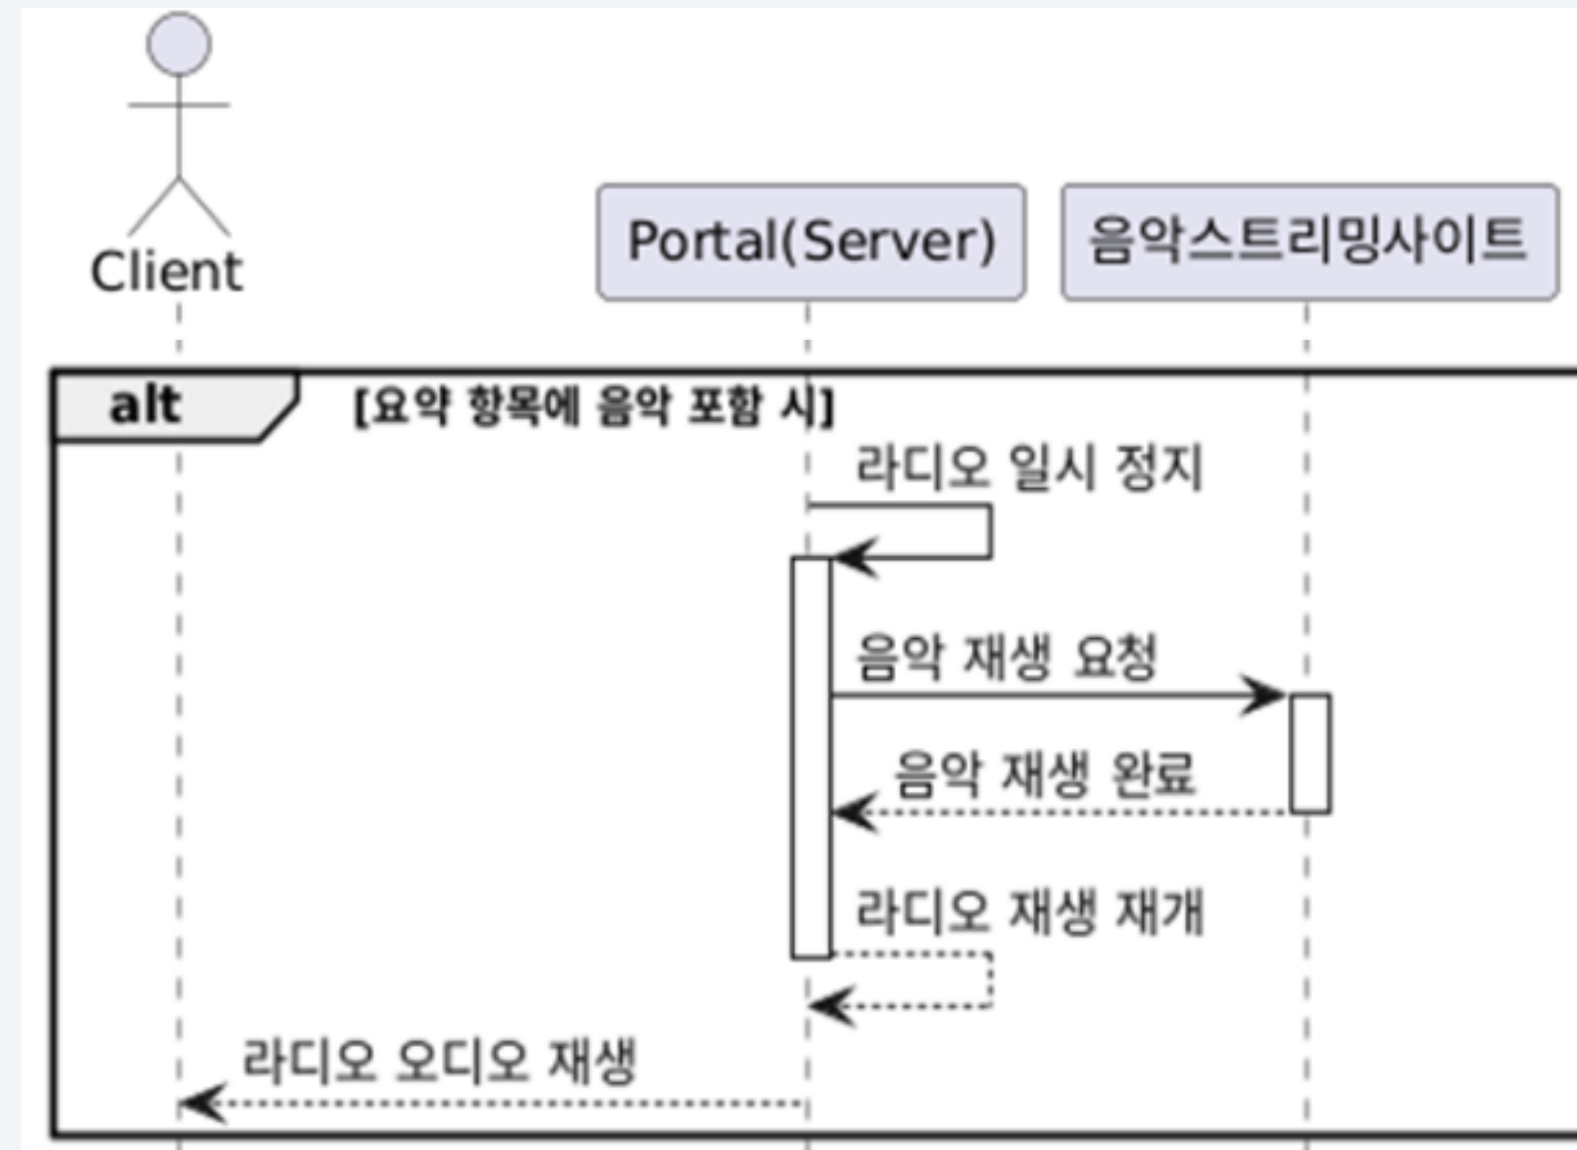 Client
Portal(Server)
음악스트리밍사이트
alt
[요약 항목에 음악 포함 시]
라디오 일시 정지
음악 재생 요청
음악 재생 완료
라디오 재생 재개
라디오 오디오 재생